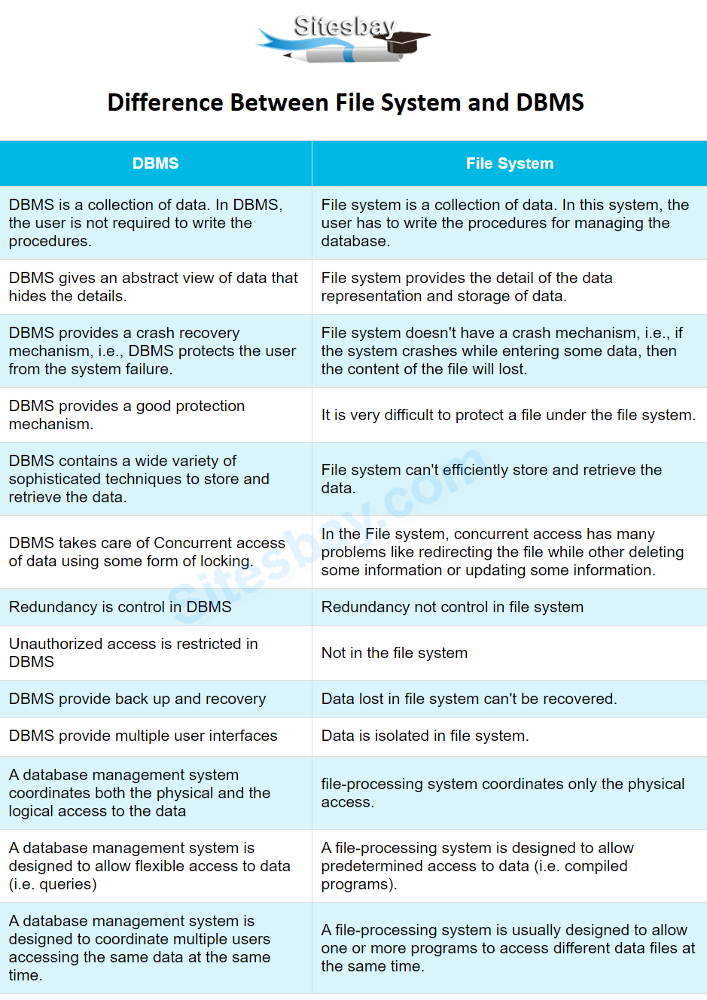 Sitesbay
Difference Between File System and DBMS
DBMS
File System
DBMS is a collection of data. In DBMS,
the user is not required to write the
procedures.
File system is a collection of data. In this system, the
user has to write the procedures for managing the
database.
DBMS gives an abstract view of data that
hides the details.
File system provides the detail of the data
representation and storage of data.
DBMS provides a crash recovery
mechanism, i.e., DBMS protects the user
from the system failure.
File system doesn't have a crash mechanism, i.e., if
the system crashes while entering some data, then
the content of the file will lost.
DBMS provides a good protection
mechanism.
It is very difficult to protect a file under the file system.
DBMS contains a wide variety of
sophisticated techniques to store and
retrieve the data.
File system can't efficiently store and retrieve the
data.
DBMS takes care of Concurrent access
of data using some form of locking.
In the File system, concurrent access has many
problems like redirecting the file while other deleting
some information or updating some information.
Redundancy is control in DBMS
Redundancy not control in file system
Unauthorized access is restricted in
DBMS
Not in the file system
DBMS provide back up and recovery
Data lost in file system can't be recovered.
DBMS provide multiple user interfaces
Data is isolated in file system.
A database management system
coordinates both the physical and the
logical access to the data
file-processing system coordinates only the physical
access.
A database management system is
designed to allow flexible access to data
(i.e. queries)
A file-processing system is designed to allow
predetermined access to data (i.e. compiled
programs).
A database management system is
designed to coordinate multiple users
accessing the same data at the same
time.
A file-processing system is usually designed to allow
one or more programs to access different data files at
the same time.
Sitesbay.com